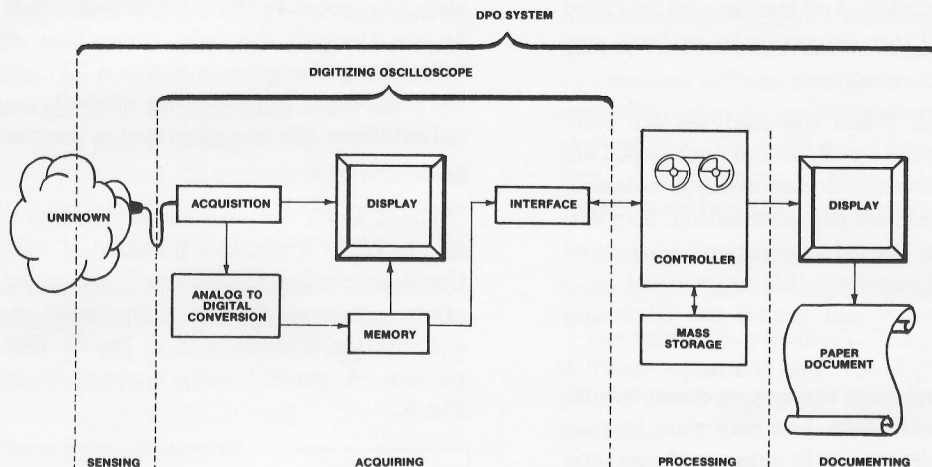 DPO SYSTEM
DIGITIZING OSCILLOSCOPE
UNKNOWN
ACQUISITION
DISPLAY
INTERFACE
CONTROLLER
DISPLAY
ANALOG TO
DIGITAL
CONVERSION
MEMORY
MASS
STORAGE
PAPER
DOCUMENT
SENSING
ACQUIRING
PROCESSING
DOCUMENTING